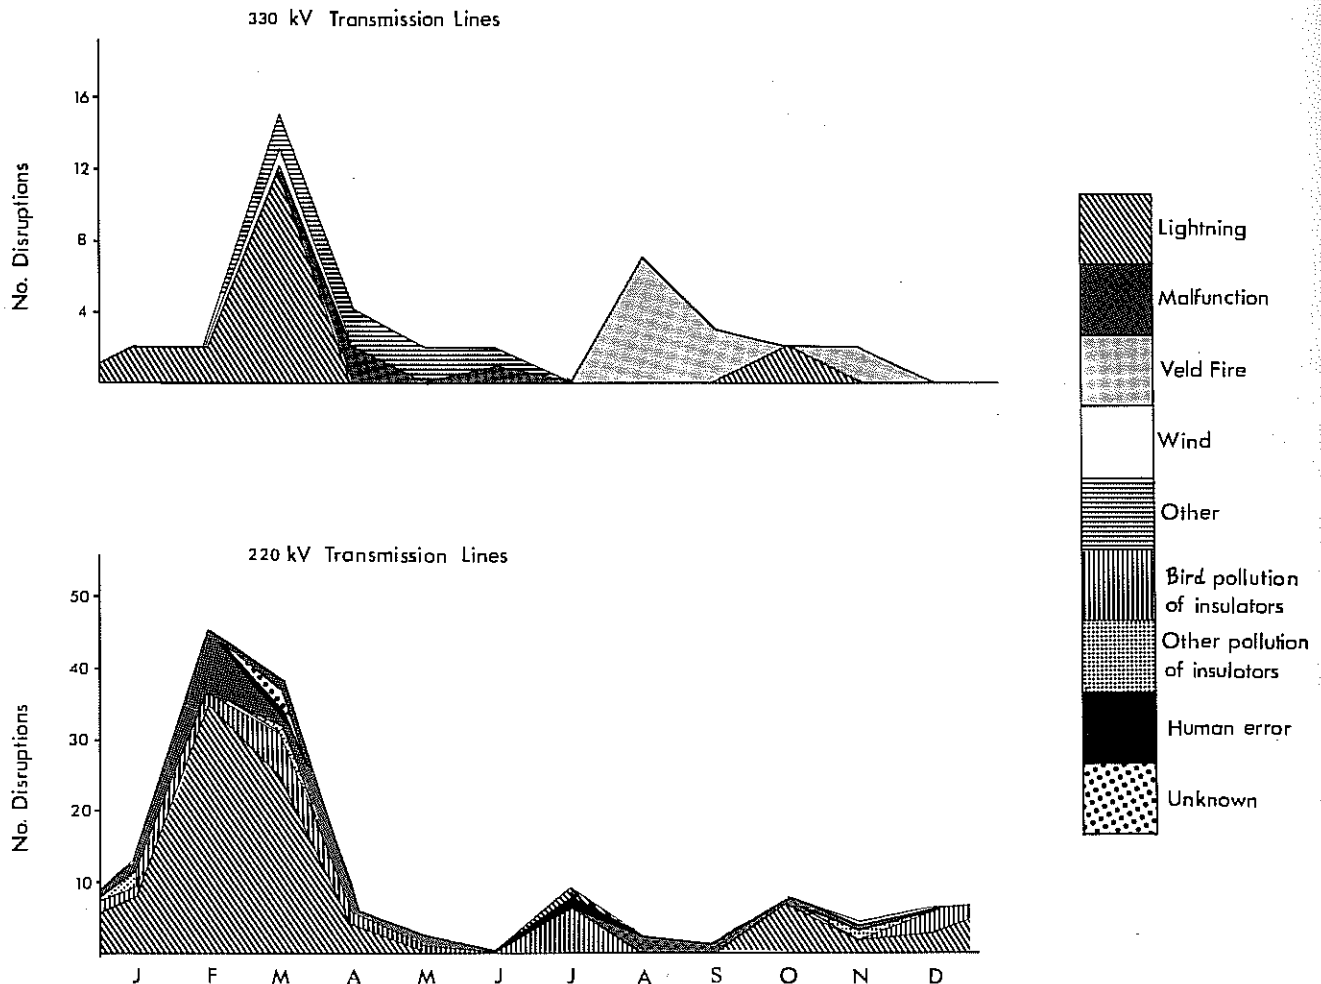 330 kV Transmission Lines
16
12
8
4
No. Disruptions
Lightning
Malfunction
Veld Fire
Wind
Other
Bird pollution
of insulators
Other pollution
of insulators
Human error
Unknown
220 kV Transmission Lines
50
40
30
20
10
No. Disruptions
J F M A M J J A S O N D